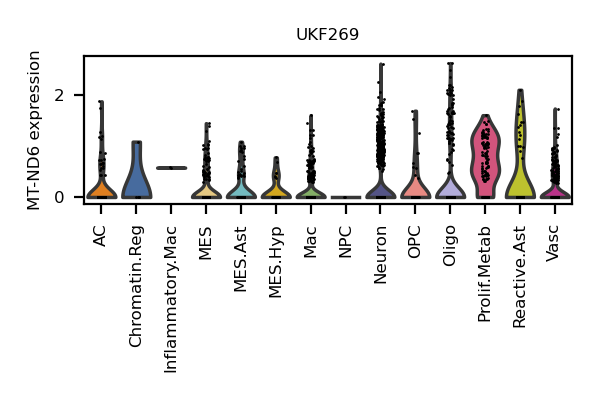 UKF269
MT-ND6 expression
2
0
AC
Chromatin.Reg
Inflammatory.Mac
MES
MES.Ast
MES.Hyp
Mac
NPC
Neuron
OPC
Oligo
Prolif.Metab
Reactive.Ast
Vasc